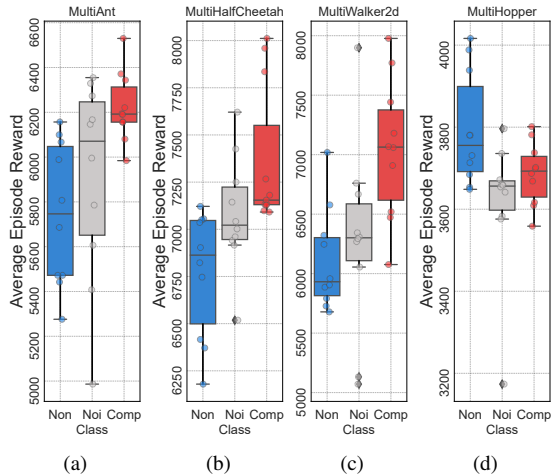 MultiAnt
Average Episode Reward
6600
6400
6200
6000
5800
5600
5400
5200
5000
Non Noi Comp
Class
(a)
MultiHalfCheetah
Average Episode Reward
8000
7750
7500
7250
7000
6750
6500
6250
Non Noi Comp
Class
(b)
MultiWalker2d
Average Episode Reward
8000
7000
6000
5000
Non Noi Comp
Class
(c)
MultiHopper
Average Episode Reward
4000
3800
3600
3400
3200
Non Noi Comp
Class
(d)